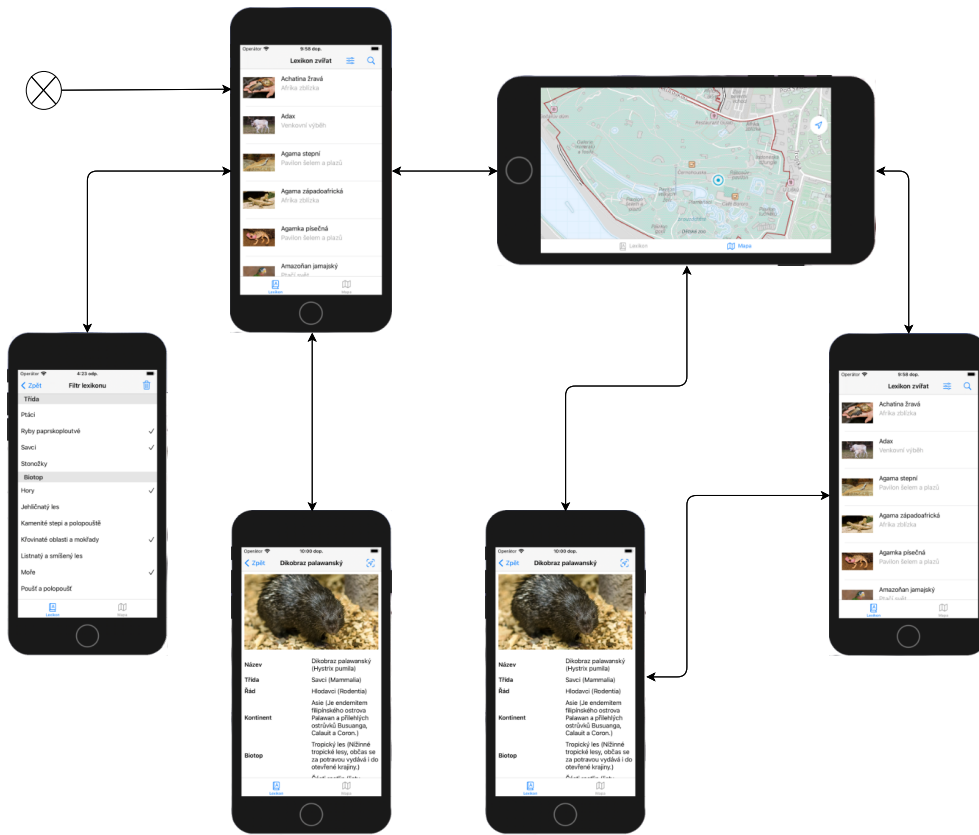 Operátor
9:58 dop.
Lexikon zvířat
Achatina žravá
Afrika zblízka
Adax
Venkovní výběh
Agama stepní
Pavilon šelem a plazů
Agama západoafrická
Afrika zblízka
Agamka písečná
Pavilon šelem a plazů
Amazoňan jamajský
Ptačí svět
Lexikon
Mapa
Lexikon
Mapa
Operátor
4:23 odp.
Zpět
Filtr lexikonu
Třída
Ptáci
Ryby paprskoploutvé
Savci
Stonožky
Biotop
Hory
Jehličnatý les
Kamenité stepi a polopouště
Křovinaté oblasti a mokřady
Listnatý a smíšený les
Moře
Poušť a polopoušť
Lexikon
Mapa
Operátor
10:00 dop.
Zpět
Dikobraz palawanský
Název
Dikobraz palawanský
(Hystrix pumila)
Třída
Savci (Mammalia)
Řád
Hlodavci (Rodentia)
Kontinent
Asie (Je endemitem
filipínského ostrova
Palawan a přilehlých
ostrůvků Busuanga,
Calauit a Coron.)
Biotop
Tropický les (Nížinné
tropické lesy, občas se
za potravou vydává i do
otevřené krajiny.)
Lexikon
Mapa
Operátor
10:00 dop.
Zpět
Dikobraz palawanský
Název
Dikobraz palawanský
(Hystrix pumila)
Třída
Savci (Mammalia)
Řád
Hlodavci (Rodentia)
Kontinent
Asie (Je endemitem
filipínského ostrova
Palawan a přilehlých
ostrůvků Busuanga,
Calauit a Coron.)
Biotop
Tropický les (Nížinné
tropické lesy, občas se
za potravou vydává i do
otevřené krajiny.)
Lexikon
Mapa
Operátor
9:58 dop.
Lexikon zvířat
Achatina žravá
Afrika zblízka
Adax
Venkovní výběh
Agama stepní
Pavilon šelem a plazů
Agama západoafrická
Afrika zblízka
Agamka písečná
Pavilon šelem a plazů
Amazoňan jamajský
Ptačí svět
Lexikon
Mapa